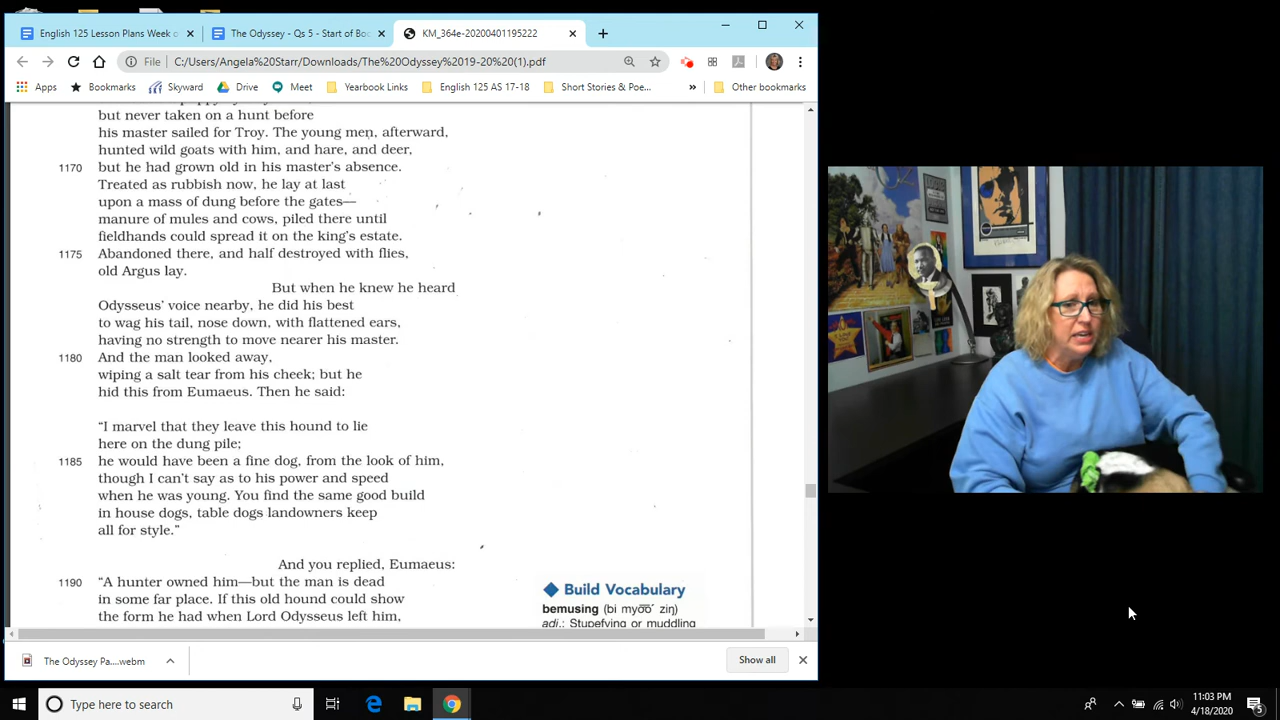 English 125 Lesson Plans Week o
The Odyssey - Qs 5 - Start of Boo
KM_364e-20200401195222
File
C:/Users/Angela%20Starr/Downloads/The%20Odyssey%2019-20%20(1).pdf
Apps
Bookmarks
Skyward
Drive
Meet
Yearbook Links
English 125 AS 17-18
Short Stories & Poe...
»
Other bookmarks
but never taken on a hunt before
his master sailed for Troy. The young men, afterward,
hunted wild goats with him, and hare, and deer,
1170 but he had grown old in his master's absence.
Treated as rubbish now, he lay at last
upon a mass of dung before the gates—
manure of mules and cows, piled there until
fieldhands could spread it on the king's estate.
1175 Abandoned there, and half destroyed with flies,
old Argus lay.
But when he knew he heard
Odysseus' voice nearby, he did his best
to wag his tail, nose down, with flattened ears,
having no strength to move nearer his master.
1180 And the man looked away,
wiping a salt tear from his cheek; but he
hid this from Eumaeus. Then he said:
“I marvel that they leave this hound to lie
here on the dung pile;
1185 he would have been a fine dog, from the look of him,
though I can't say as to his power and speed
when he was young. You find the same good build
in house dogs, table dogs landowners keep
all for style.”
And you replied, Eumaeus:
1190 “A hunter owned him—but the man is dead
in some far place. If this old hound could show
the form he had when Lord Odysseus left him,
◆ Build Vocabulary
bemusing (bi myōō′ ziŋ)
adj.: Stupefying or muddling
The Odyssey Pa....webm
Show all
Type here to search
11:03 PM
4/18/2020
5